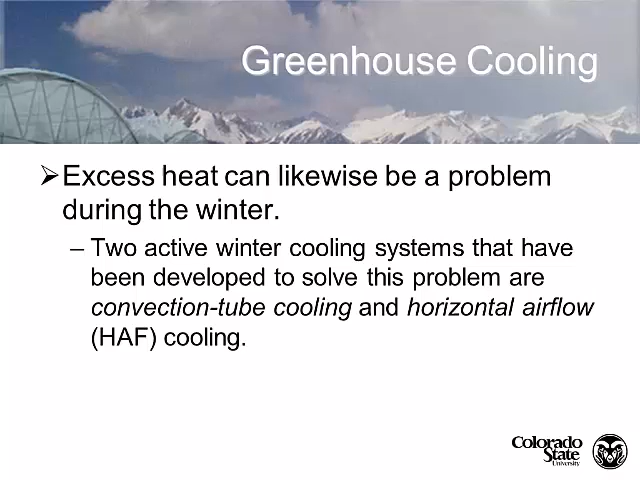 Greenhouse Cooling
➢Excess heat can likewise be a problem
during the winter.
– Two active winter cooling systems that have
been developed to solve this problem are
convection-tube cooling and horizontal airflow
(HAF) cooling.
Colorado
State
University